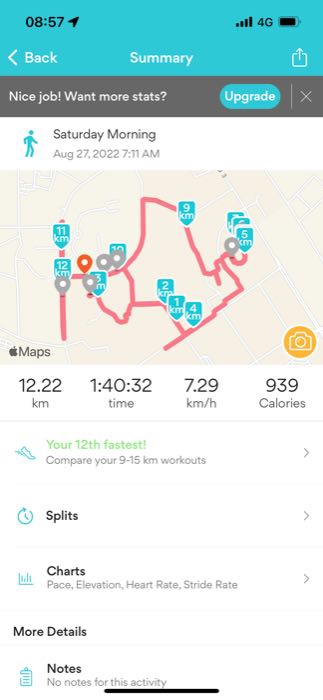 08:57
4G
Back
Summary
Nice job! Want more stats?
Upgrade
Saturday Morning
Aug 27, 2022 7:11 AM
9
km
11
km
5
km
12
km
10
3
m
2
km
1
km
4
km
Maps
12.22
1:40:32
7.29
939
km
time
km/h
Calories
Your 12th fastest!
Compare your 9-15 km workouts
Splits
Charts
Pace, Elevation, Heart Rate, Stride Rate
More Details
Notes
No notes for this activity